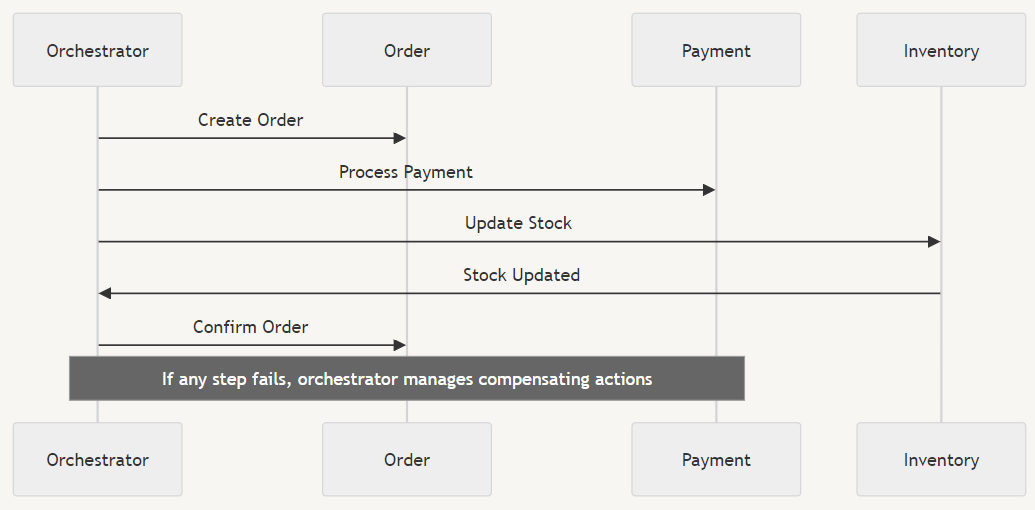 Orchestrator
Order
Payment
Inventory
Create Order
Process Payment
Update Stock
Stock Updated
Confirm Order
If any step fails, orchestrator manages compensating actions
Orchestrator
Order
Payment
Inventory